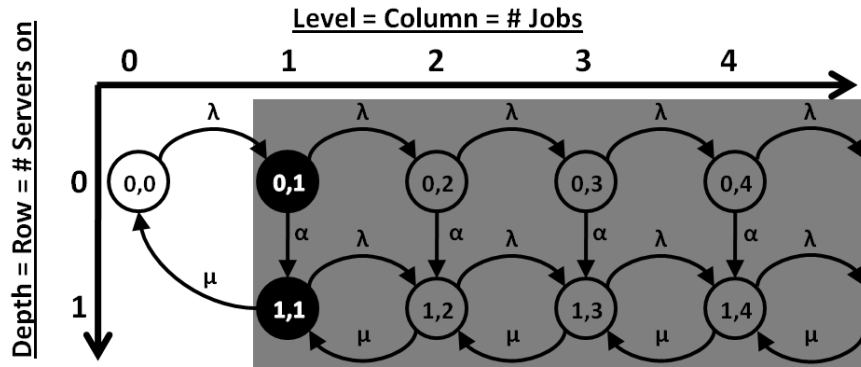 Level = Column = # Jobs
Depth = Row = # Servers on
0 1 2 3 4
λ λ λ λ λ
0 0,0 0,1 0,2 0,3 0,4
α α α α
λ λ λ λ
μ
1 1,1 1,2 1,3 1,4
μ μ μ μ